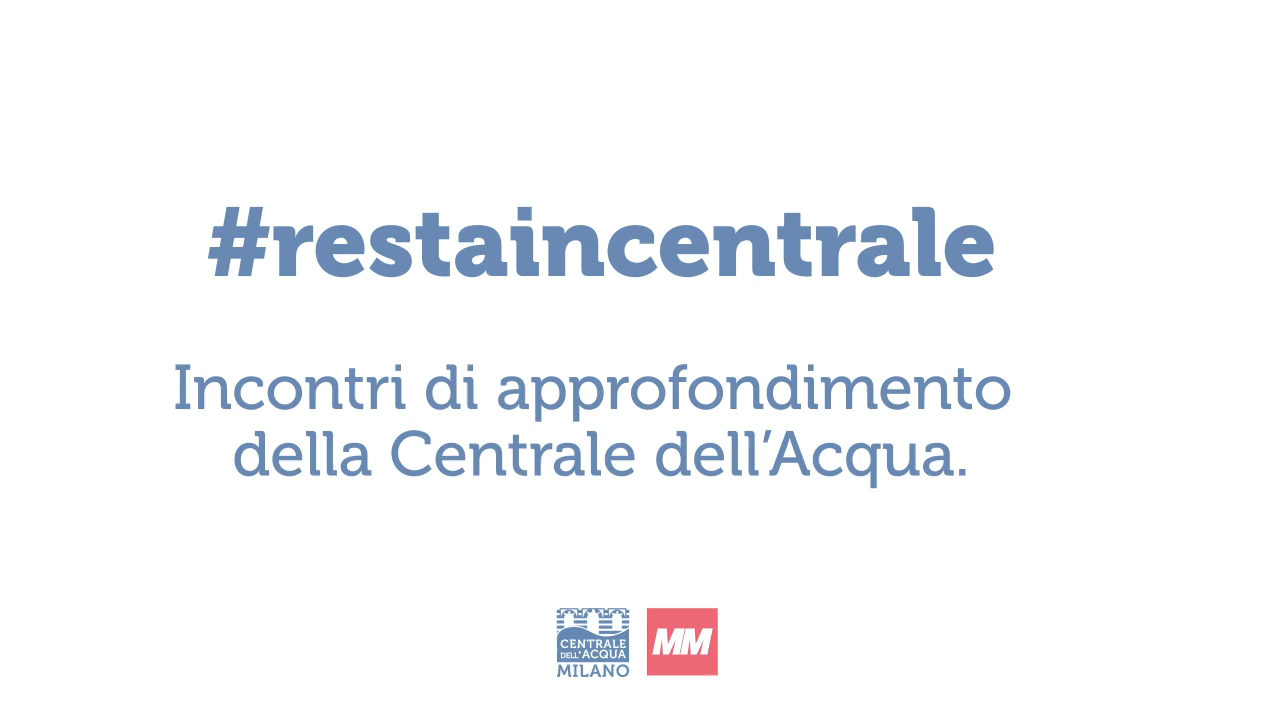 #restaincentrale
Incontri di approfondimento
della Centrale dell’Acqua.
CENTRALE
DELL'ACQUA
MILANO
MM